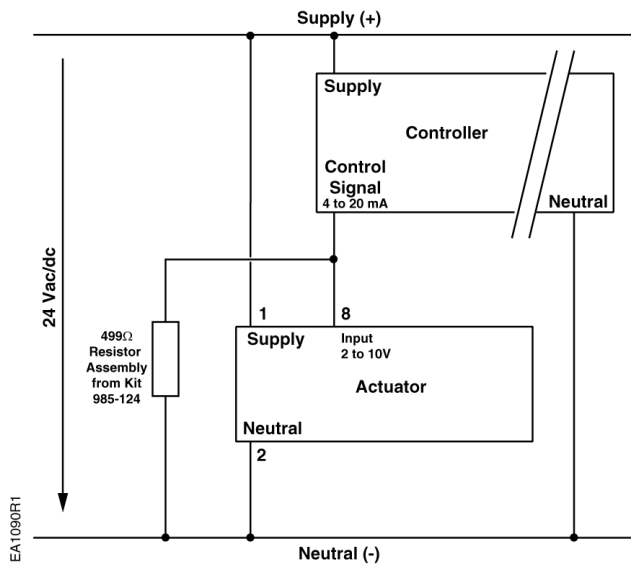 Supply (+)
Supply
Controller
Control
Signal
4 to 20 mA
Neutral
24 Vac/dc
1
8
499Ω
Resistor
Assembly
from Kit
985-124
Supply
Input
2 to 10V
Actuator
Neutral
2
EA1090R1
Neutral (-)